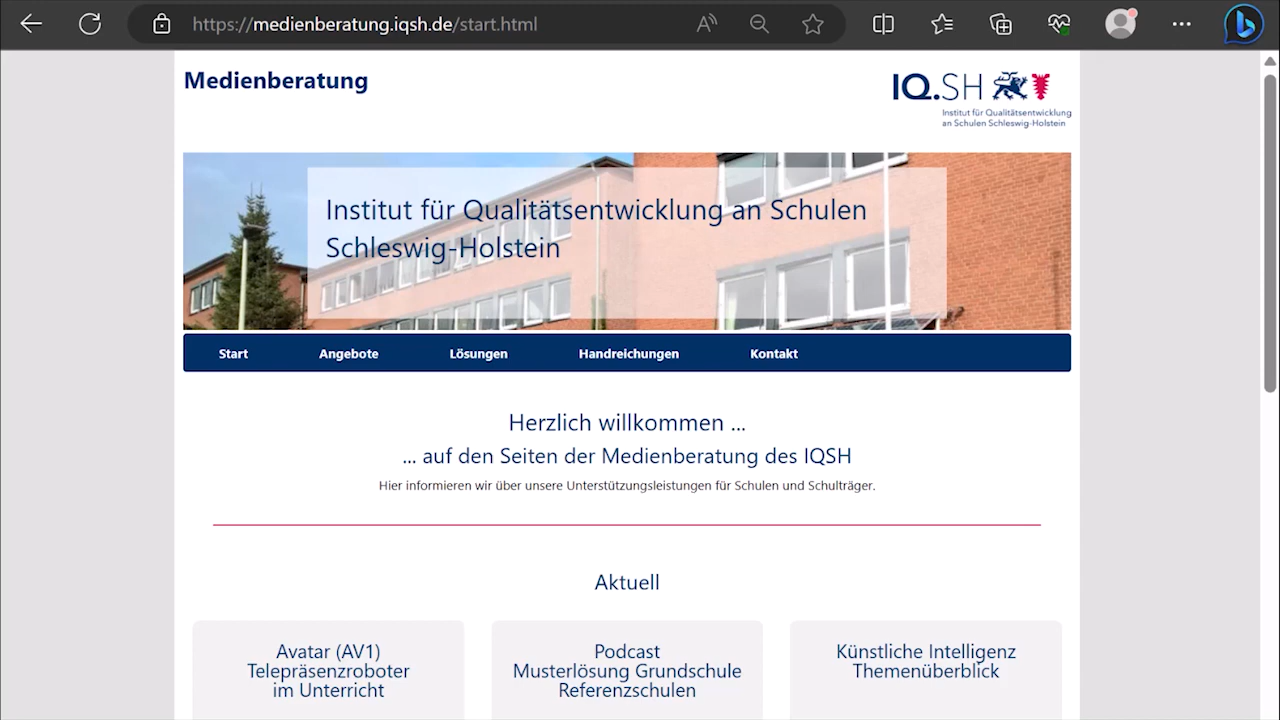 https://medienberatung.iqsh.de/start.html
Medienberatung
IQ.SH
Institut für Qualitätsentwicklung
an Schulen Schleswig-Holstein
Institut für Qualitätsentwicklung an Schulen
Schleswig-Holstein
Start Angebote Lösungen Handreichungen Kontakt
Herzlich willkommen ...
... auf den Seiten der Medienberatung des IQSH
Hier informieren wir über unsere Unterstützungsleistungen für Schulen und Schulträger.
Aktuell
Avatar (AV1)
Telepräsenzroboter
im Unterricht
Podcast
Musterlösung Grundschule
Referenzschulen
Künstliche Intelligenz
Themenüberblick